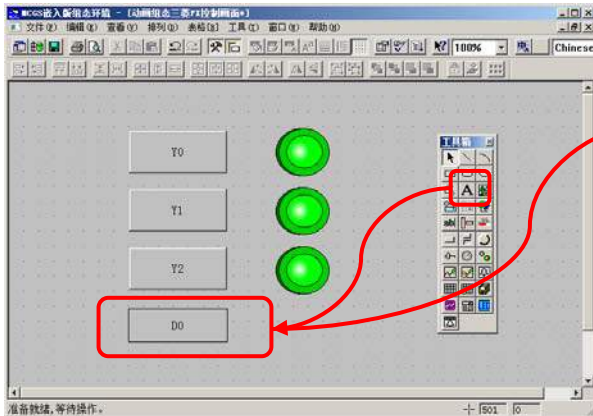 MCGS嵌入版组态环境 - [动画组态三菱FX控制画面*]
文件(F) 编辑(E) 查看(V) 排列(D) 表格(S) 工具(T) 窗口(W) 帮助(H)
100% Chinese
工具箱
A
ab|
Y0
Y1
Y2
D0
准备就绪,等待操作。 501 0